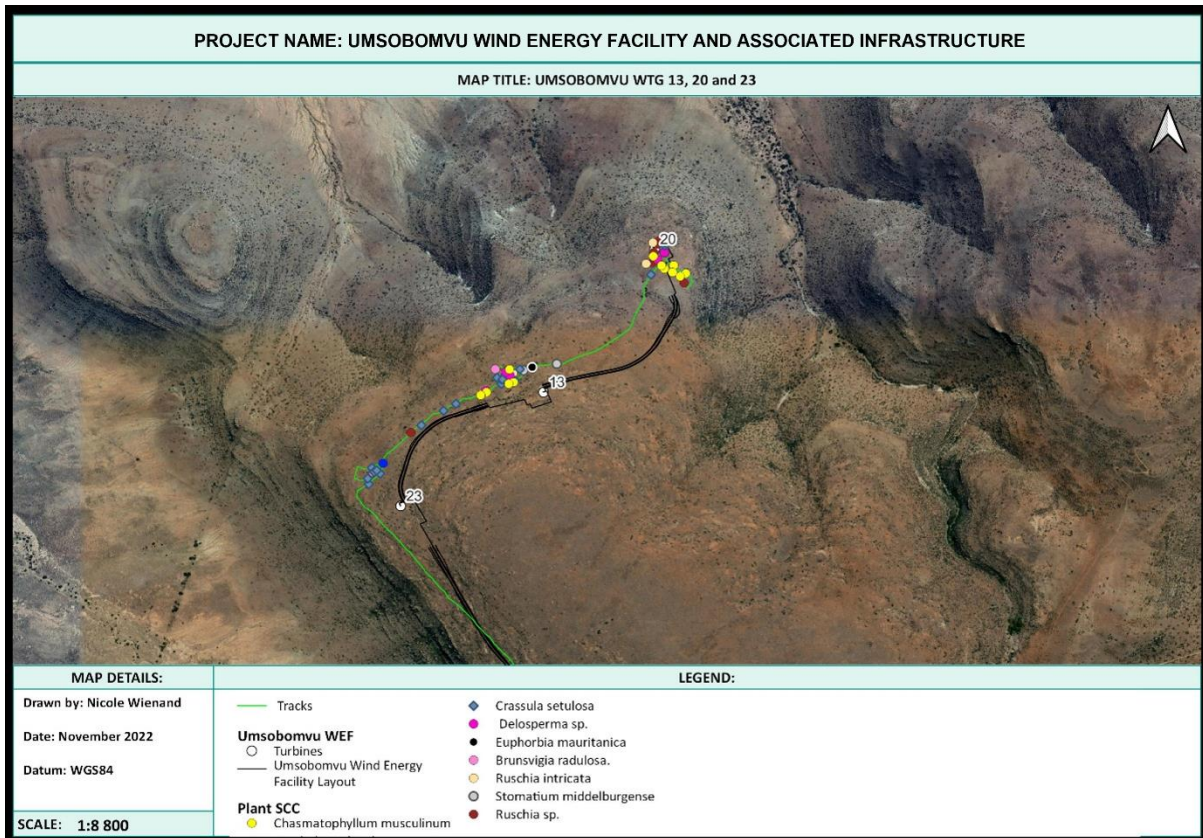 PROJECT NAME: UMSOBOMVU WIND ENERGY FACILITY AND ASSOCIATED INFRASTRUCTURE
MAP TITLE: UMSOBOMVU WTG 13, 20 and 23
20
13
23
MAP DETAILS:
Drawn by: Nicole Wienand
Date: November 2022
Datum: WGS84
SCALE: 1:8 800
LEGEND:
Tracks
Umsobomvu WEF
Turbines
Umsobomvu Wind Energy
Facility Layout
Plant SCC
Chasmatophyllum musculinum
Crassula setulosa
Delosperma sp.
Euphorbia mauritanica
Brunsvigia radulosa.
Ruschia intricata
Stomatium middelburgense
Ruschia sp.